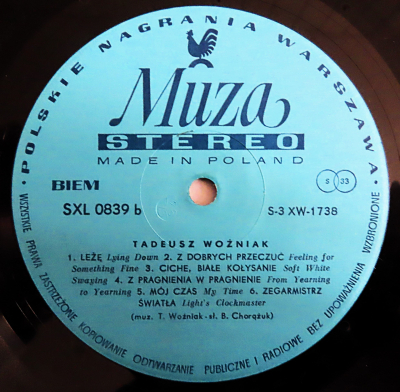 POLSKIE NAGRANIA WARSZAWA
Muza
STEREO
MADE IN POLAND
BIEM
S 33
SXL 0839 b
S-3 XW-1738
TADEUSZ WOŹNIAK
1. LEŻĘ Lying Down 2. Z DOBRYCH PRZECZUĆ Feeling for
Something Fine 3. CICHE, BIAŁE KOŁYSANIE Soft White
Swaying 4. Z PRAGNIENIA W PRAGNIENIE From Yearning
to Yearning 5. MÓJ CZAS My Time 6. ZEGARMISTRZ
ŚWIATŁA Light's Clockmaster
(muz. T. Woźniak - sł. B. Chorążuk)
WSZYSTKIE PRAWA ZASTRZEŻONE KOPIOWANIE ODTWARZANIE PUBLICZNE I RADIOWE BEZ UPOWAŻNIENIA WZBRONIONE